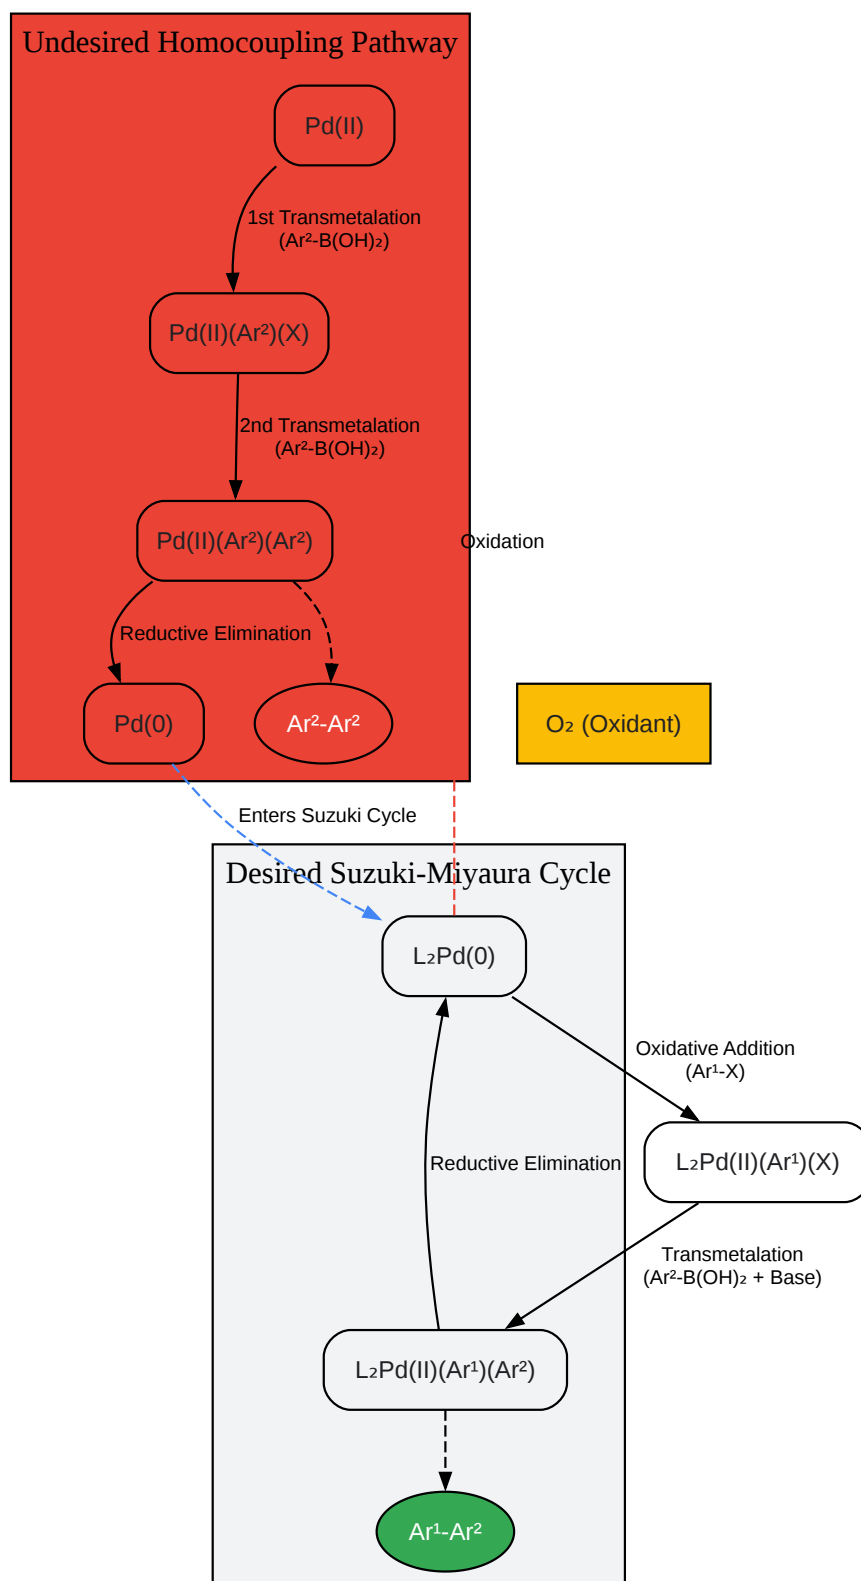 Undesired Homocoupling Pathway
Pd(II)
1st Transmetalation
(Ar²-B(OH)₂)
Pd(II)(Ar²)(X)
2nd Transmetalation
(Ar²-B(OH)₂)
Pd(II)(Ar²)(Ar²)
Oxidation
Reductive Elimination
Pd(0)
Ar²-Ar²
O₂ (Oxidant)
Enters Suzuki Cycle
Desired Suzuki-Miyaura Cycle
L₂Pd(0)
Oxidative Addition
(Ar¹-X)
L₂Pd(II)(Ar¹)(X)
Reductive Elimination
Transmetalation
(Ar²-B(OH)₂ + Base)
L₂Pd(II)(Ar¹)(Ar²)
Ar¹-Ar²